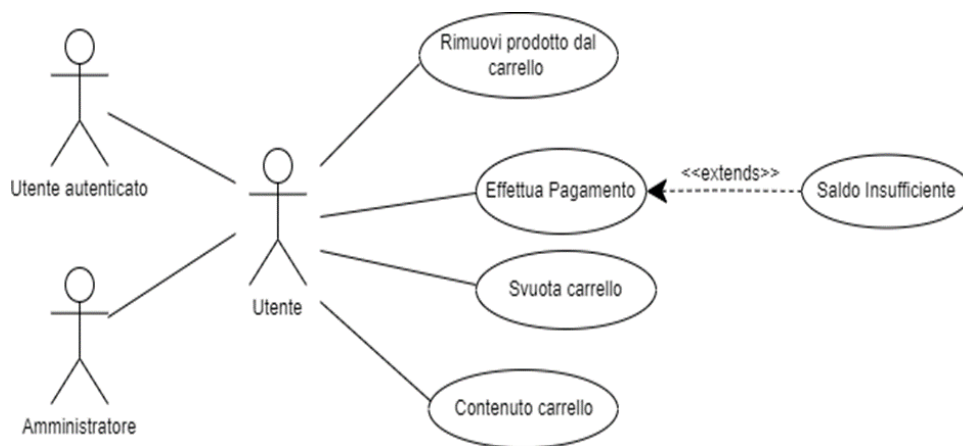 Rimuovi prodotto dal
carrello
Utente autenticato
Effettua Pagamento
<<extends>>
Saldo Insufficiente
Utente
Svuota carrello
Amministratore
Contenuto carrello